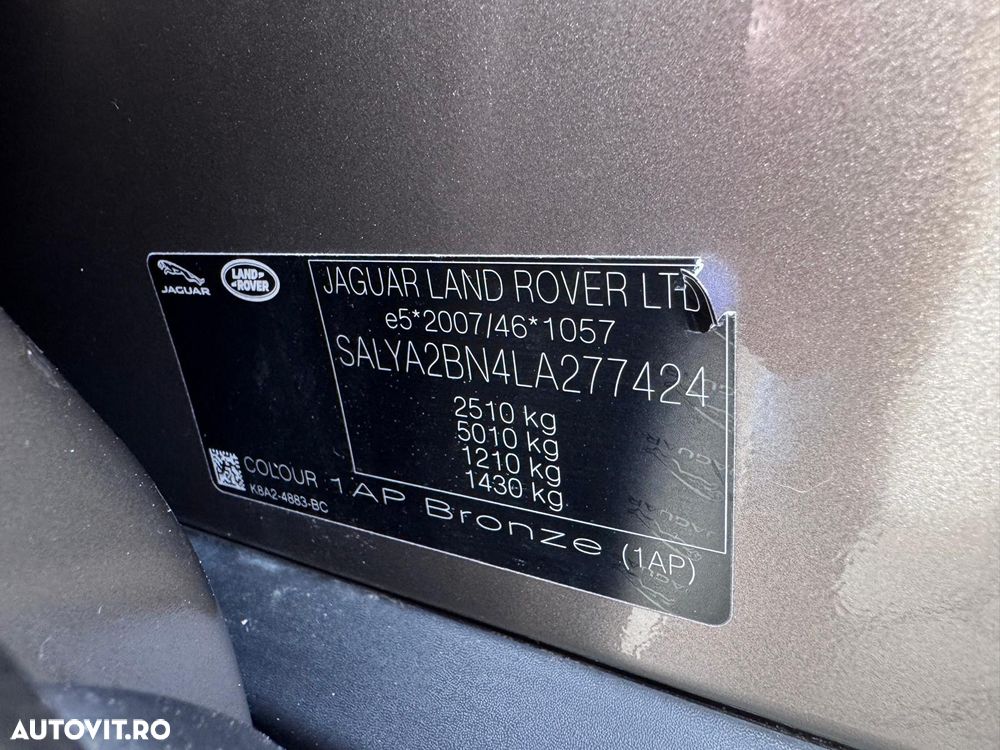 JAGUAR
LAND
ROVER
JAGUAR LAND ROVER LTD
e5*2007/46*1057
SALYA2BN4LA277424
2510 kg
5010 kg
1210 kg
1430 kg
COLOUR 1AP Bronze (1AP)
K8A2-4883-BC
AUTOVIT.RO